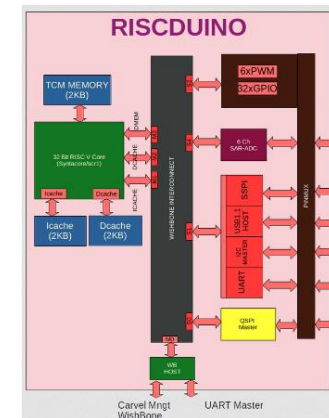 RISCDUINO
TCM MEMORY
(2KB)
32 Bit RISC V Core
(Syntacore/scr1)
Icache
Dcache
Icache
(2KB)
Dcache
(2KB)
DMEM
DCACHE
ICACHE
WISHBONE INTERCONNECT
6xPWM
32xGPIO
6 Ch
SAR-ADC
SSPI
USB1.1
HOST
I2C
MASTER
UART
QSPI
Master
PINMUX
WB
HOST
Carvel Mngt
WishBone
UART Master